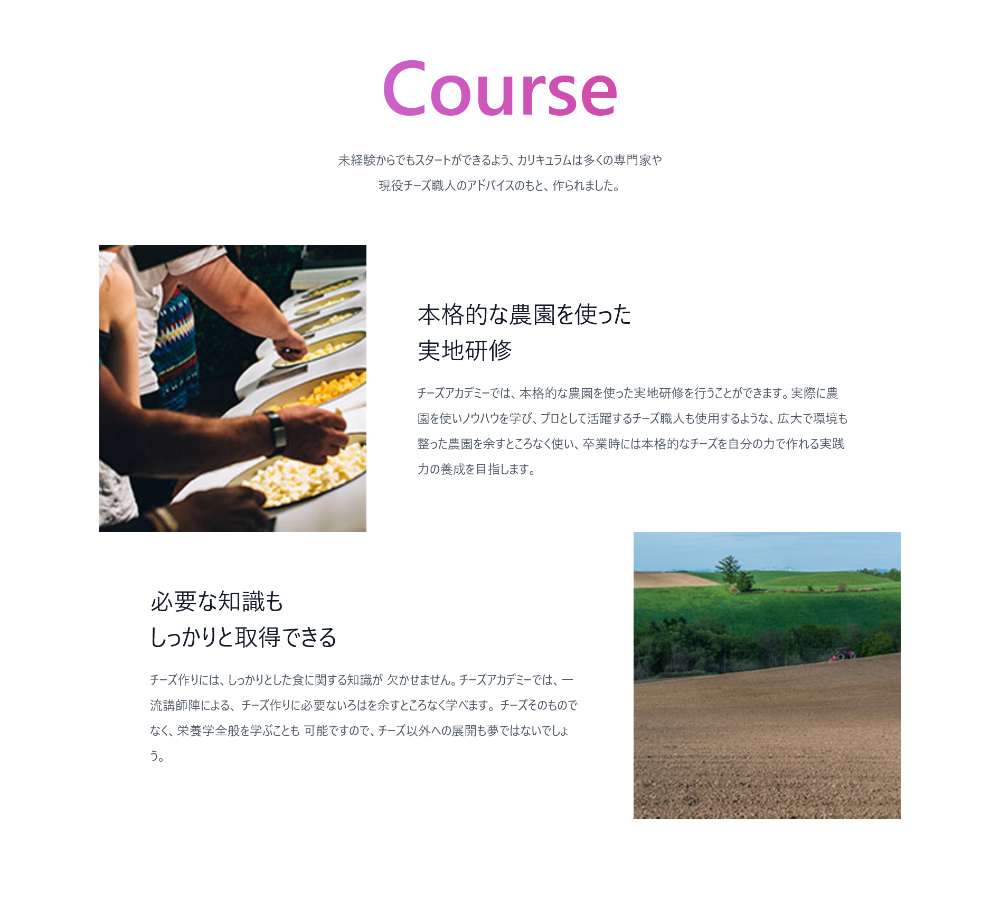 Course
未経験からでもスタートができるよう、カリキュラムは多くの専門家や
現役チーズ職人のアドバイスのもと、作られました。
本格的な農園を使った
実地研修
チーズアカデミーでは、本格的な農園を使った実地研修を行うことができます。実際に農
園を使いノウハウを学び、プロとして活躍するチーズ職人も使用するような、広大で環境も
整った農園を余すところなく使い、卒業時には本格的なチーズを自分の力で作れる実践
力の養成を目指します。
必要な知識も
しっかりと取得できる
チーズ作りには、しっかりとした食に関する知識が 欠かせません。チーズアカデミーでは、一
流講師陣による、 チーズ作りに必要ないろはを余すところなく学べます。 チーズそのもので
なく、栄養学全般を学ぶことも 可能ですので、チーズ以外への展開も夢ではないでしょ
う。